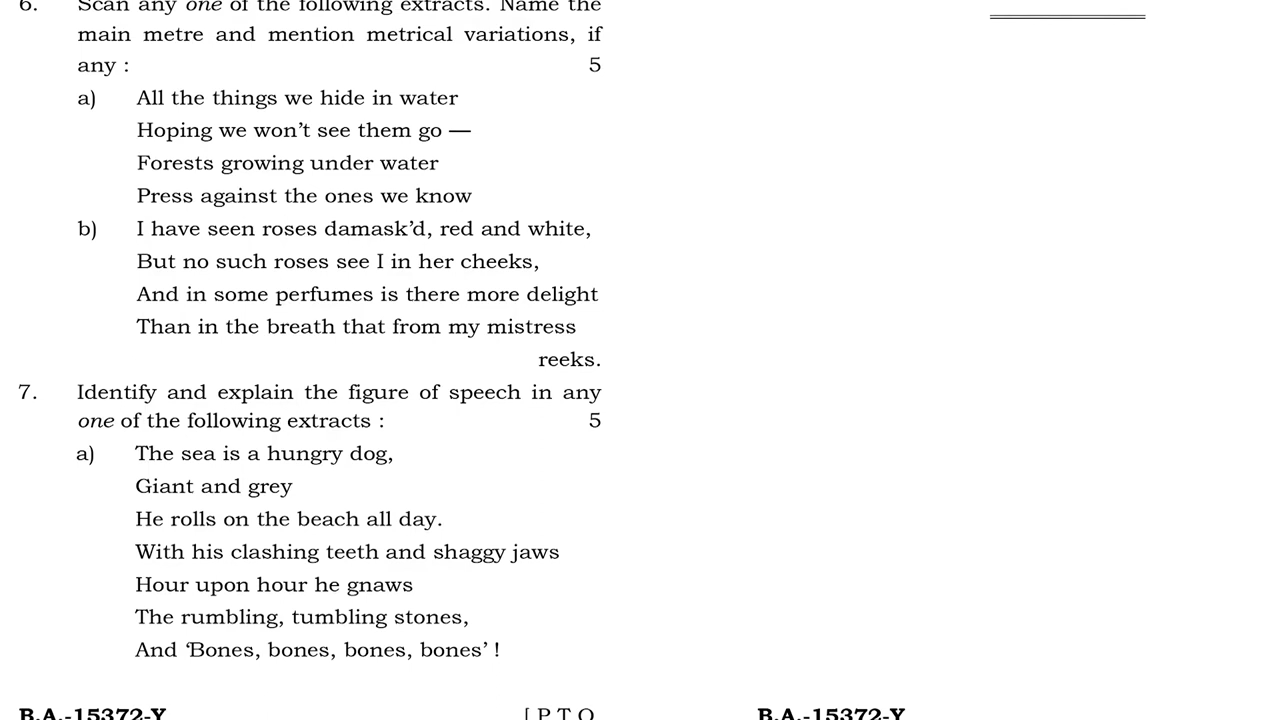 6. Scan any one of the following extracts. Name the
main metre and mention metrical variations, if
any : 5
a) All the things we hide in water
Hoping we won't see them go —
Forests growing under water
Press against the ones we know
b) I have seen roses damask'd, red and white,
But no such roses see I in her cheeks,
And in some perfumes is there more delight
Than in the breath that from my mistress
reeks.
7. Identify and explain the figure of speech in any
one of the following extracts : 5
a) The sea is a hungry dog,
Giant and grey
He rolls on the beach all day.
With his clashing teeth and shaggy jaws
Hour upon hour he gnaws
The rumbling, tumbling stones,
And ‘Bones, bones, bones, bones’ !
B.A.-15372-Y [ P T O
B.A.-15372-Y